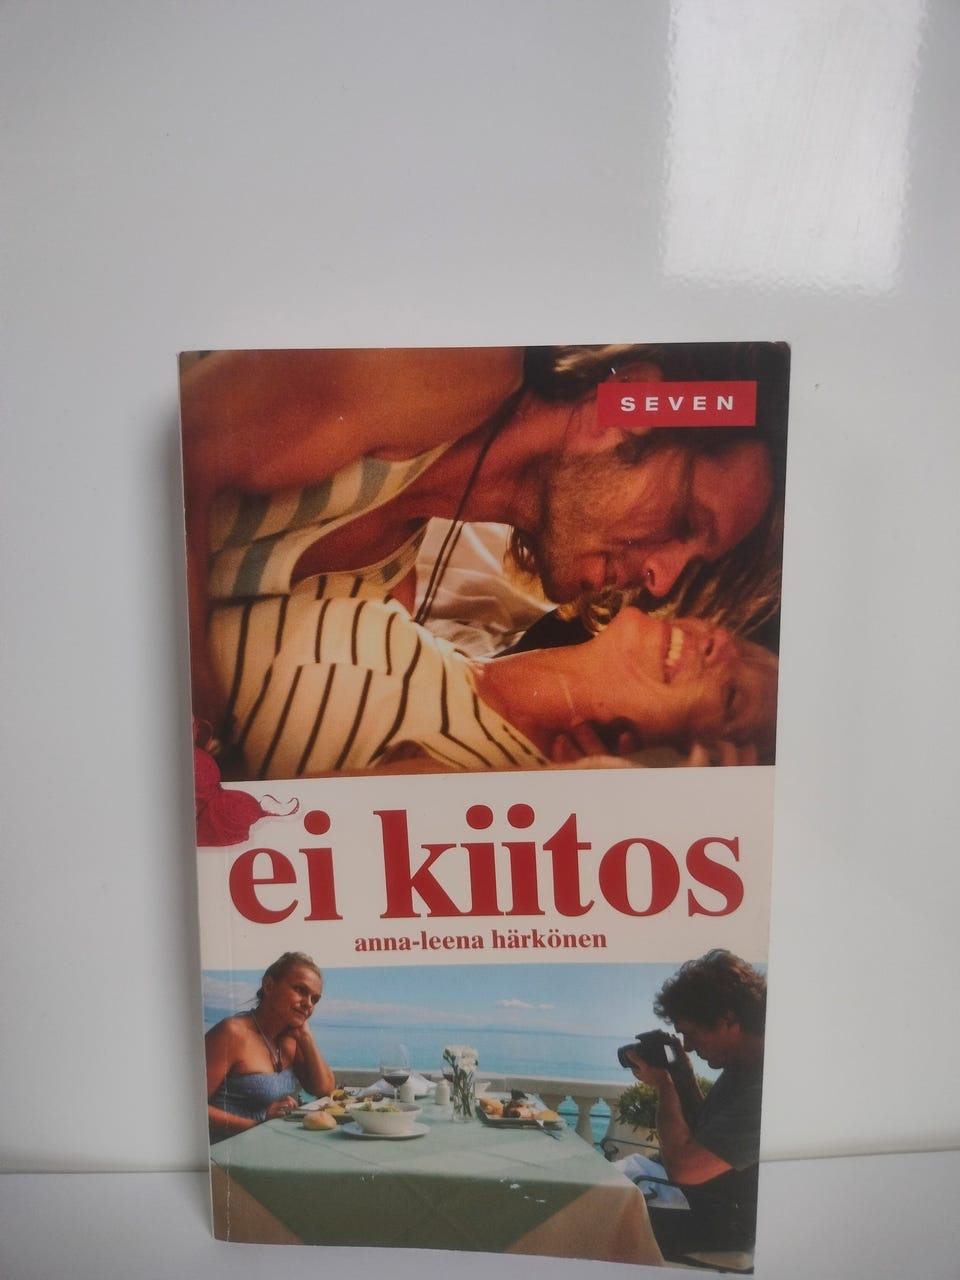 SEVEN
ei kiitos
anna-leena härkönen